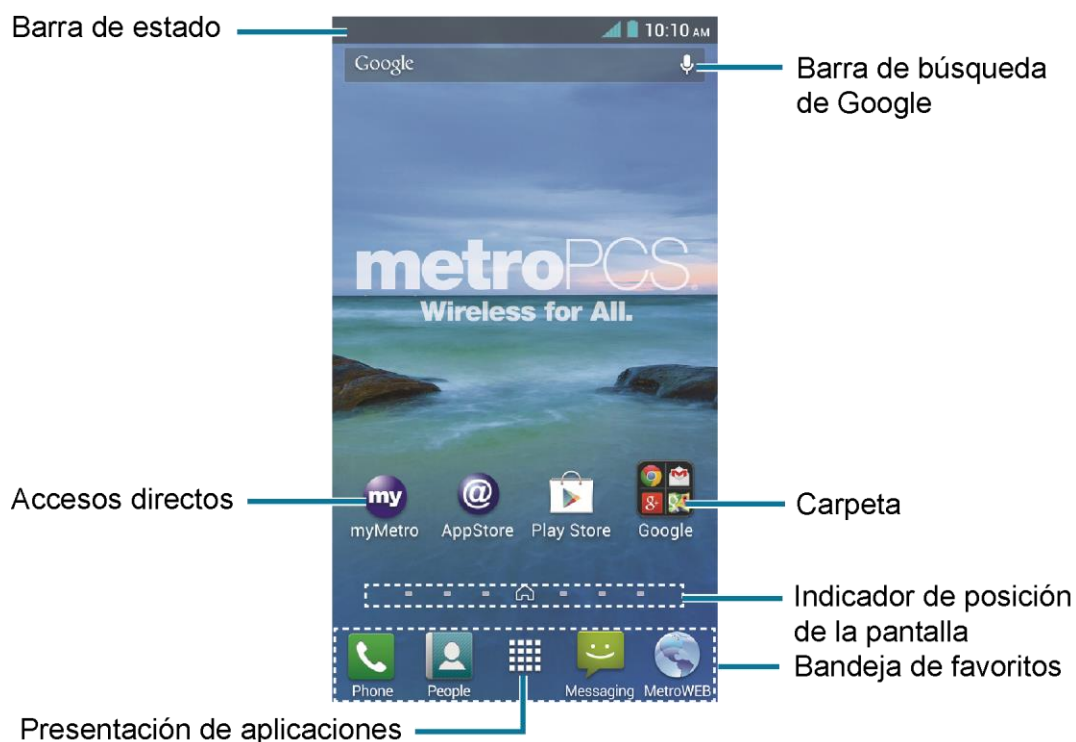 Barra de estado
10:10 AM
Google
Barra de búsqueda
de Google
metroPCS®
Wireless for All.
Accesos directos
my
@
g+
Carpeta
myMetro
AppStore
Play Store
Google
Indicador de posición
de la pantalla
Bandeja de favoritos
Phone
People
Messaging
MetroWEB
Presentación de aplicaciones